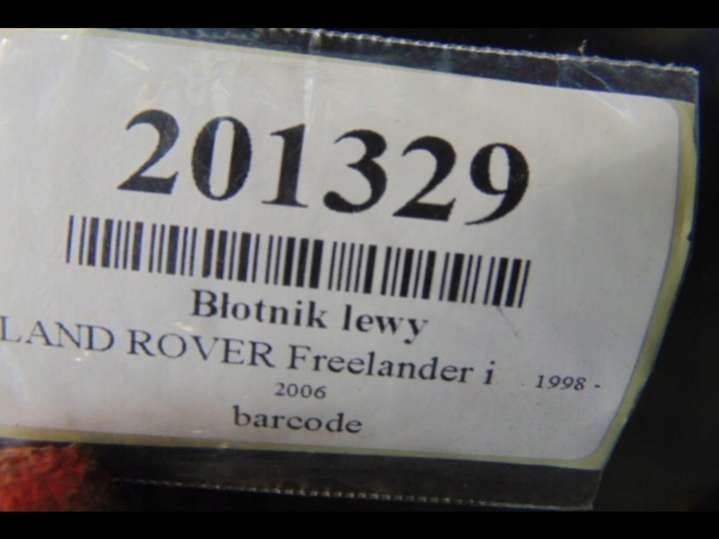 201329
Błotnik lewy
LAND ROVER Freelander i 1998 -
2006
barcode